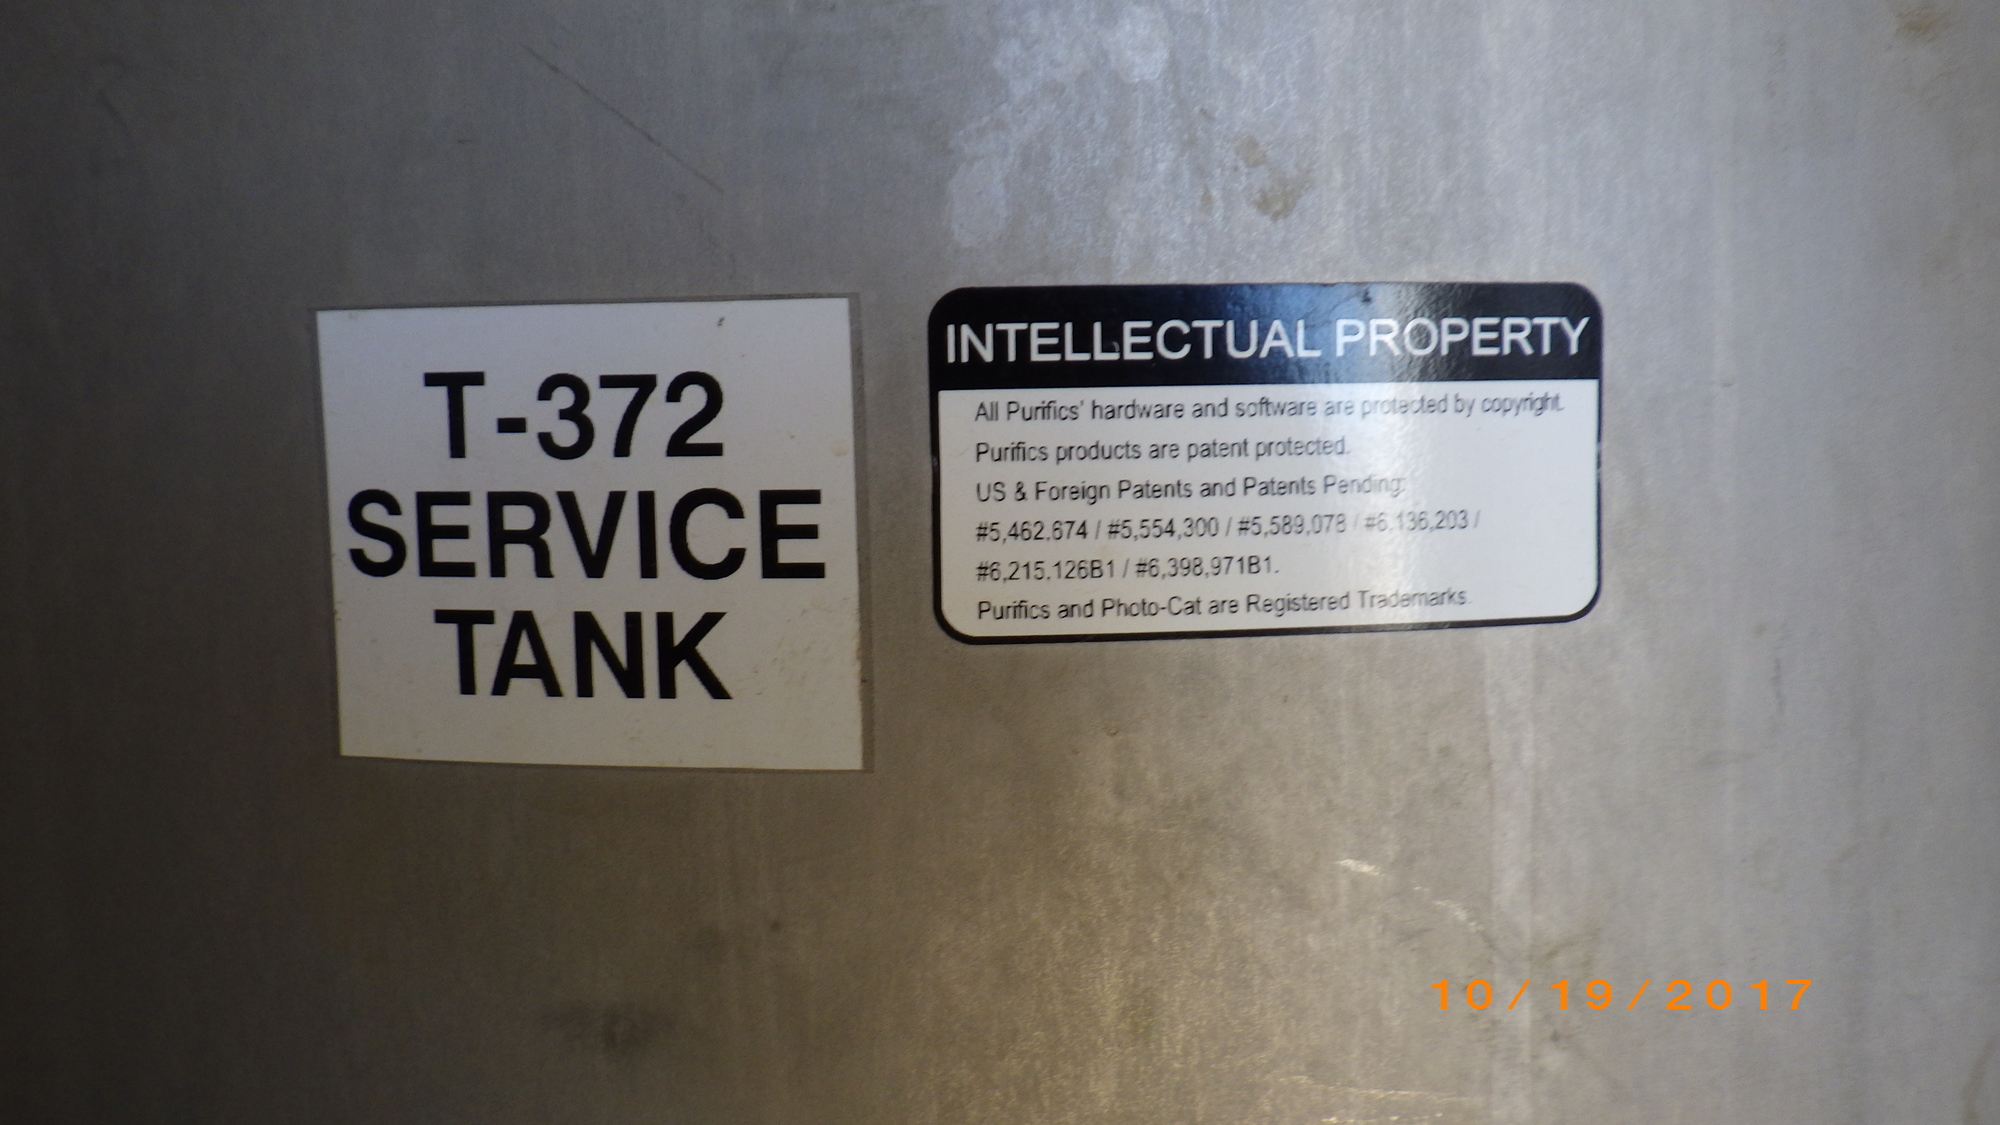 T-372
SERVICE
TANK
INTELLECTUAL PROPERTY
All Purifics' hardware and software are protected by copyright.
Purifics products are patent protected.
US & Foreign Patents and Patents Pending:
#5,462.674 / #5,554,300 / #5,589,078 / #6,136,203 /
#6,215,126B1 / #6,398,971B1.
Purifics and Photo-Cat are Registered Trademarks.
10/19/2017